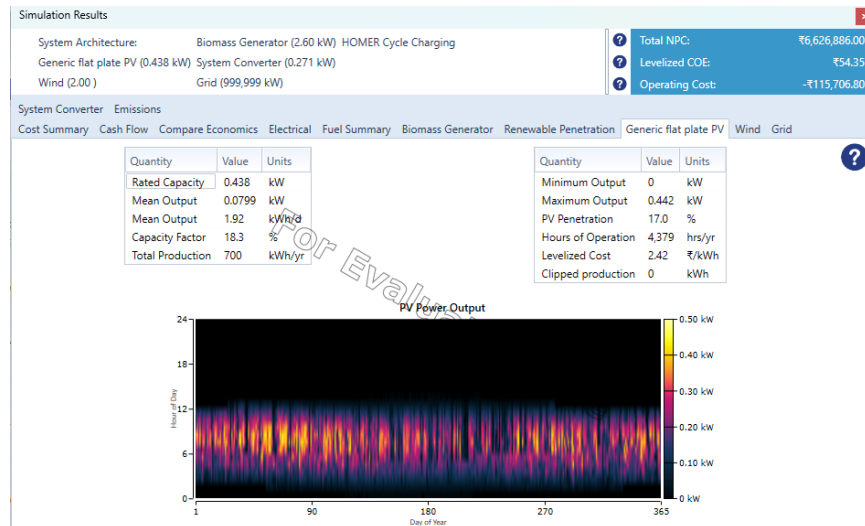 Simulation Results
System Architecture: Biomass Generator (2.60 kW) HOMER Cycle Charging
Generic flat plate PV (0.438 kW) System Converter (0.271 kW)
Wind (2.00 ) Grid (999,999 kW)
Total NPC: ₹6,626,886.00
Levelized COE: ₹54.35
Operating Cost: -₹115,706.80
System Converter Emissions
Cost Summary Cash Flow Compare Economics Electrical Fuel Summary Biomass Generator Renewable Penetration Generic flat plate PV Wind Grid
Quantity Value Units
Rated Capacity 0.438 kW
Mean Output 0.0799 kW
Mean Output 1.92 kWh/d
Capacity Factor 18.3 %
Total Production 700 kWh/yr
Quantity Value Units
Minimum Output 0 kW
Maximum Output 0.442 kW
PV Penetration 17.0 %
Hours of Operation 4,379 hrs/yr
Levelized Cost 2.42 ₹/kWh
Clipped production 0 kWh
For
PV Power Output
24
18
12
6
0
Hour of Day
1 90 180 270 365
Day of Year
0.50 kW
0.40 kW
0.30 kW
0.20 kW
0.10 kW
0 kW